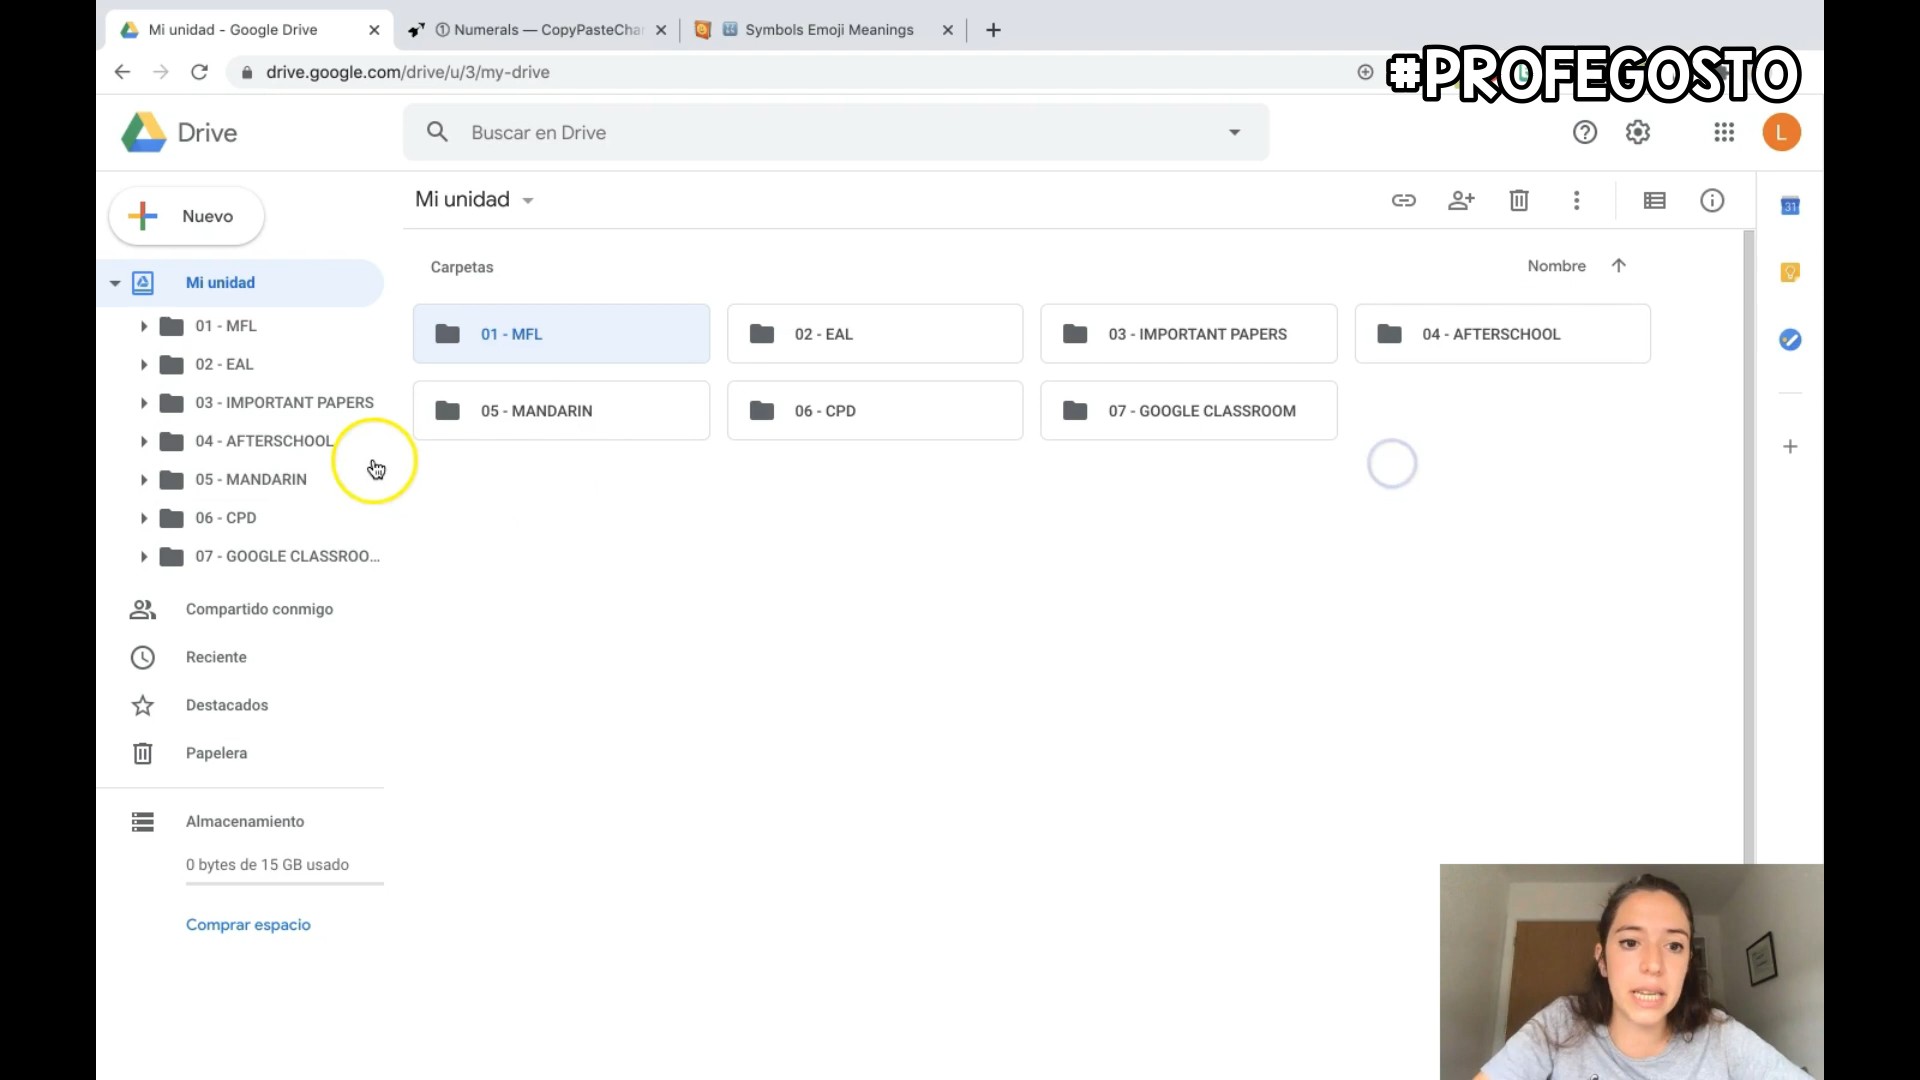 Mi unidad - Google Drive
① Numerals — CopyPasteCha
Symbols Emoji Meanings
drive.google.com/drive/u/3/my-drive
#PROFEGOSTO
Drive
Buscar en Drive
L
Nuevo
Mi unidad
31
Mi unidad
Carpetas
Nombre
01 - MFL
02 - EAL
03 - IMPORTANT PAPERS
04 - AFTERSCHOOL
05 - MANDARIN
06 - CPD
07 - GOOGLE CLASSROO...
01 - MFL
02 - EAL
03 - IMPORTANT PAPERS
04 - AFTERSCHOOL
05 - MANDARIN
06 - CPD
07 - GOOGLE CLASSROOM
Compartido conmigo
Reciente
Destacados
Papelera
Almacenamiento
0 bytes de 15 GB usado
Comprar espacio